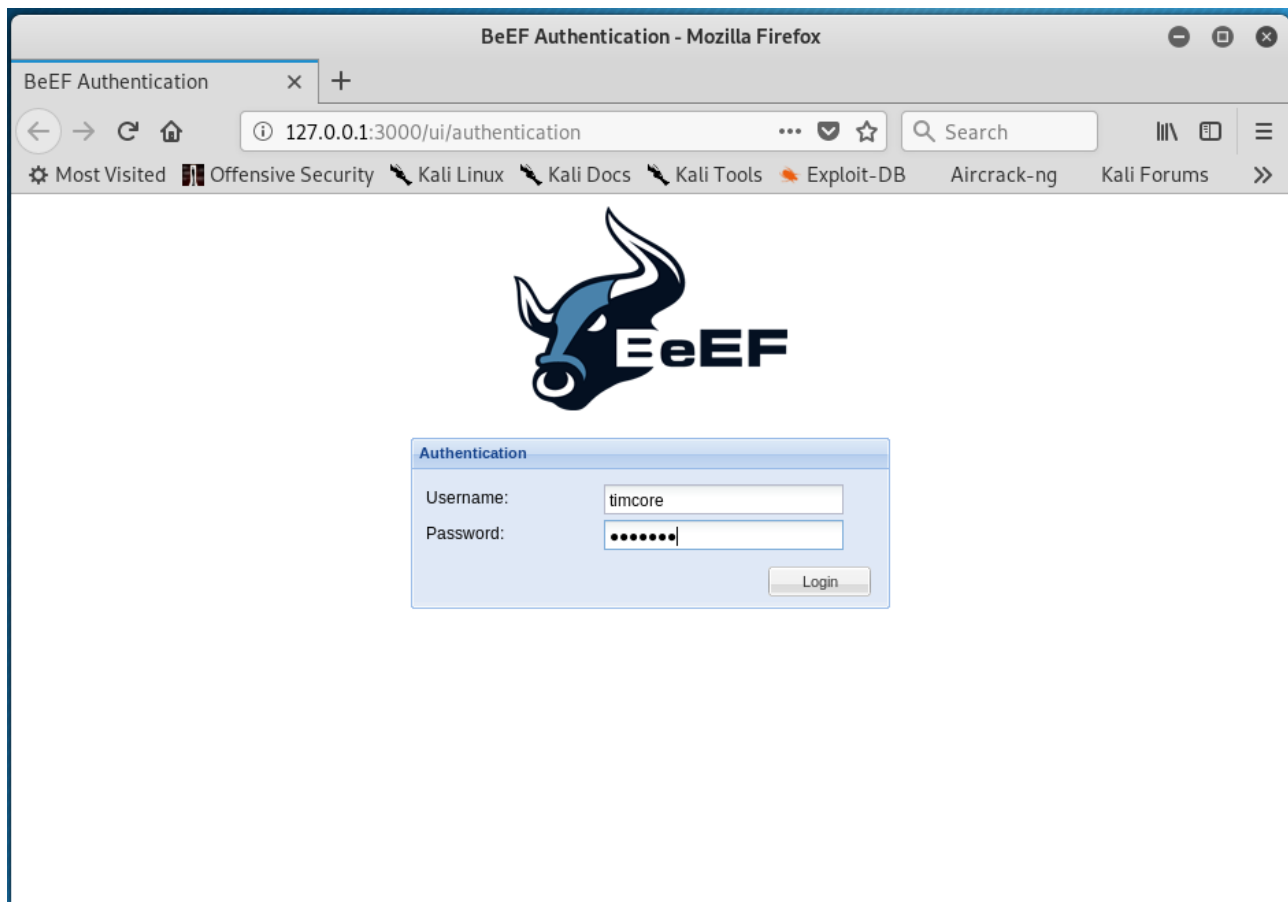 BeEF Authentication - Mozilla Firefox
BeEF Authentication
127.0.0.1:3000/ui/authentication
Search
Most Visited Offensive Security Kali Linux Kali Docs Kali Tools Exploit-DB Aircrack-ng Kali Forums
BeEF
Authentication
Username: timcore
Password: •••••••
Login